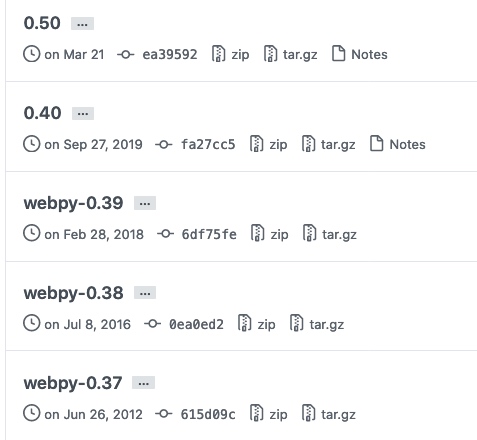 0.50 ...
on Mar 21 ea39592 zip tar.gz Notes
0.40 ...
on Sep 27, 2019 fa27cc5 zip tar.gz Notes
webpy-0.39 ...
on Feb 28, 2018 6df75fe zip tar.gz
webpy-0.38 ...
on Jul 8, 2016 0ea0ed2 zip tar.gz
webpy-0.37 ...
on Jun 26, 2012 615d09c zip tar.gz